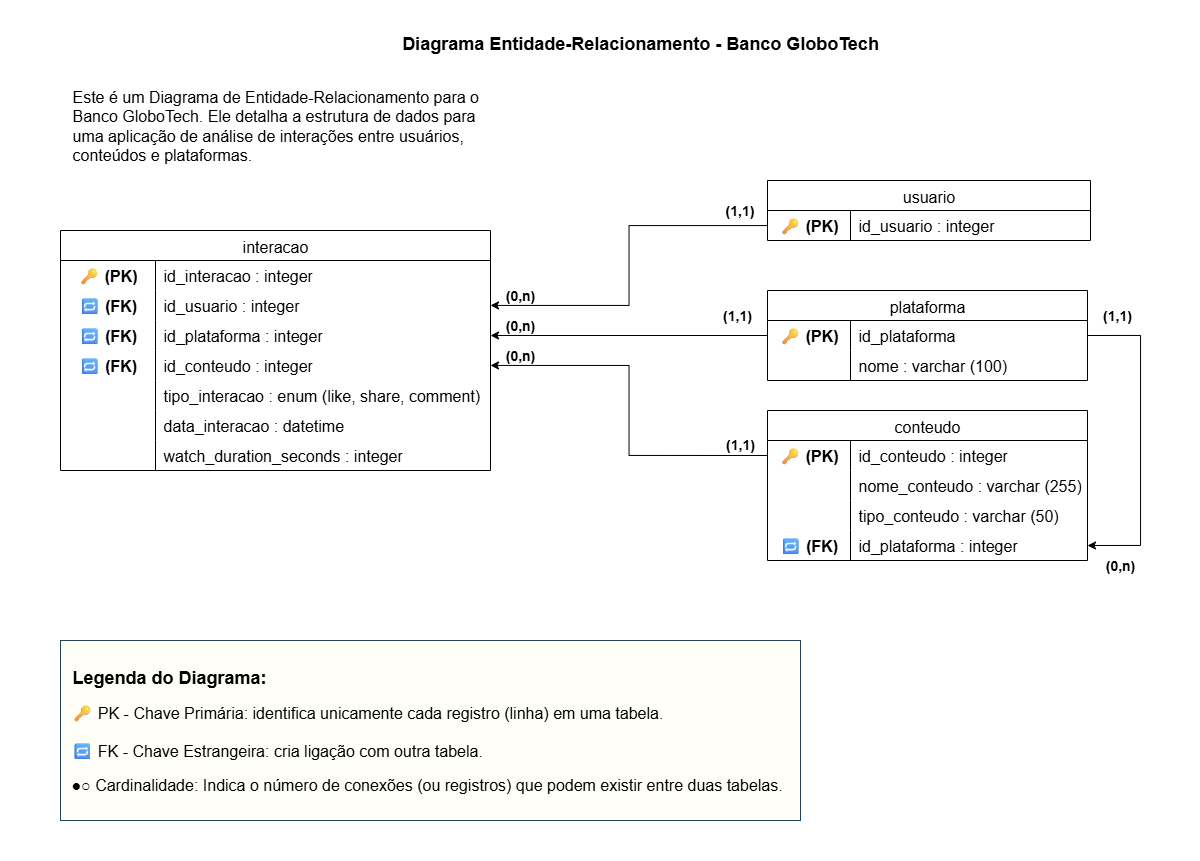 Diagrama Entidade-Relacionamento - Banco GloboTech
Este é um Diagrama de Entidade-Relacionamento para o
Banco GloboTech. Ele detalha a estrutura de dados para
uma aplicação de análise de interações entre usuários,
conteúdos e plataformas.
interacao
(PK) id_interacao : integer
(FK) id_usuario : integer
(FK) id_plataforma : integer
(FK) id_conteudo : integer
tipo_interacao : enum (like, share, comment)
data_interacao : datetime
watch_duration_seconds : integer
(0,n)
(0,n)
(0,n)
(1,1)
(1,1)
(1,1)
usuario
(PK) id_usuario : integer
plataforma
(PK) id_plataforma
nome : varchar (100)
(1,1)
conteudo
(PK) id_conteudo : integer
nome_conteudo : varchar (255)
tipo_conteudo : varchar (50)
(FK) id_plataforma : integer
(0,n)
Legenda do Diagrama:
🔑 PK - Chave Primária: identifica unicamente cada registro (linha) em uma tabela.
🔁 FK - Chave Estrangeira: cria ligação com outra tabela.
●○ Cardinalidade: Indica o número de conexões (ou registros) que podem existir entre duas tabelas.